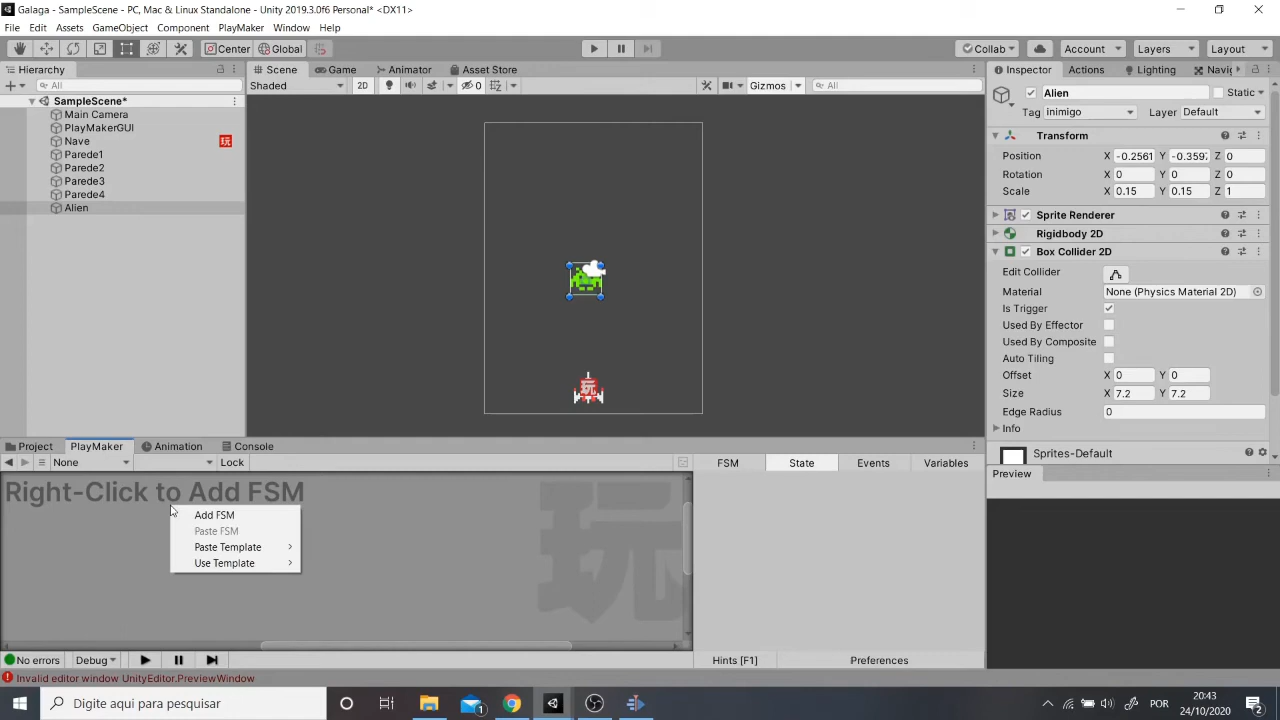 Galaga - SampleScene - PC, Mac & Linux Standalone - Unity 2019.3.0f6 Personal* <DX11>
File Edit Assets GameObject Component PlayMaker Window Help
Center Global Collab Account Layers Layout
Hierarchy Scene Game Animator Asset Store Inspector Actions Lighting Navig
All Shaded 2D 0 Gizmos All Alien Static
SampleScene*
Main Camera
PlayMakerGUI
Nave 玩
Parede1
Parede2
Parede3
Parede4
Alien
玩
Tag inimigo Layer Default
Transform
Position X -0.2561 Y -0.3597 Z 0
Rotation X 0 Y 0 Z 0
Scale X 0.15 Y 0.15 Z 1
Sprite Renderer
Rigidbody 2D
Box Collider 2D
Edit Collider
Material None (Physics Material 2D)
Is Trigger
Used By Effector
Used By Composite
Auto Tiling
Offset X 0 Y 0
Size X 7.2 Y 7.2
Edge Radius 0
Info
Sprites-Default
Preview
Project PlayMaker Animation Console
None Lock FSM State Events Variables
Right-Click to Add FSM
玩
Add FSM
Paste FSM
Paste Template
Use Template
No errors Debug Hints [F1] Preferences
Invalid editor window UnityEditor.PreviewWindow
Digite aqui para pesquisar
1
POR
20:43
24/10/2020
2